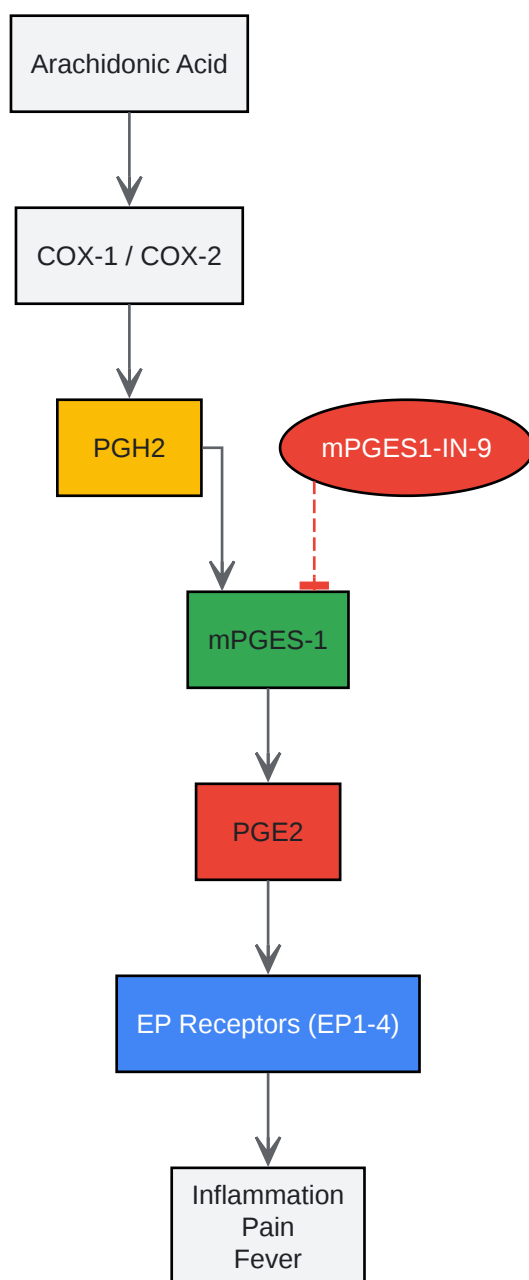 Arachidonic Acid
COX-1 / COX-2
PGH2
mPGES1-IN-9
mPGES-1
PGE2
EP Receptors (EP1-4)
Inflammation
Pain
Fever